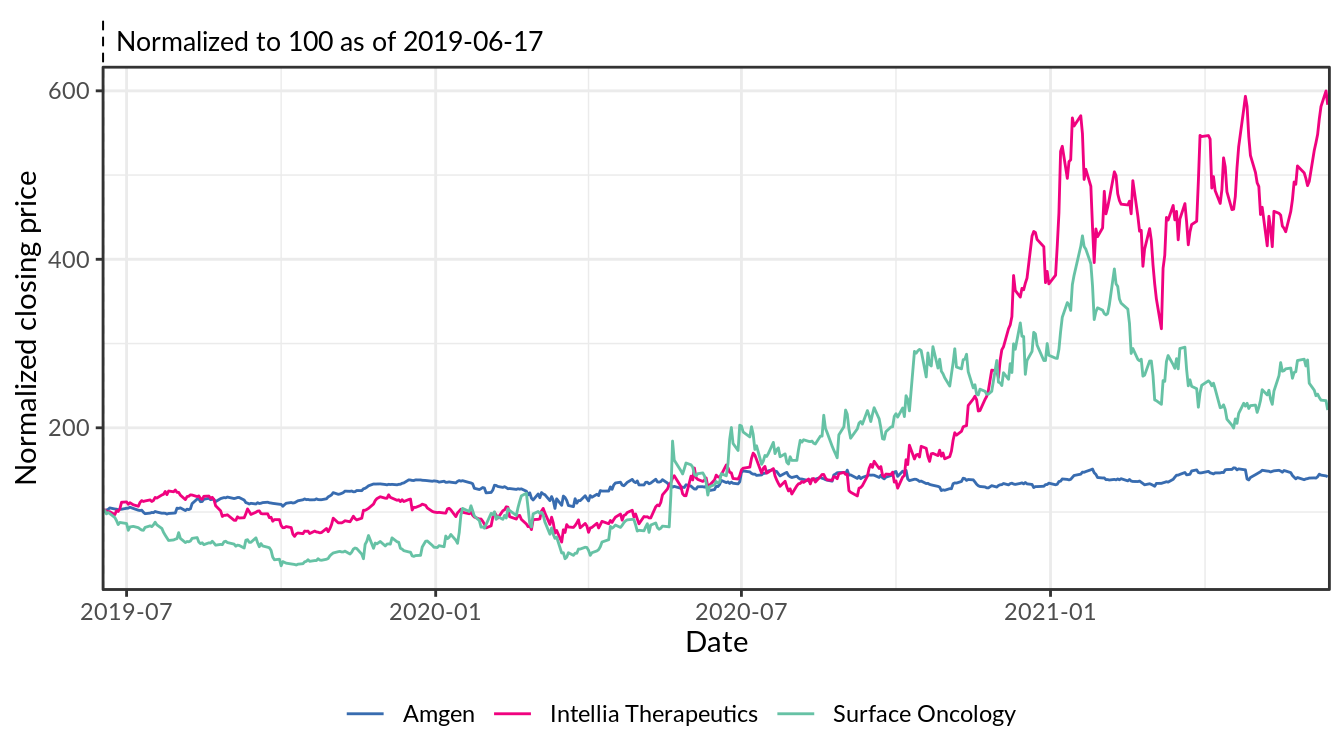 Normalized to 100 as of 2019-06-17
600
400
200
Normalized closing price
2019-07 2020-01 2020-07 2021-01
Date
Amgen Intellia Therapeutics Surface Oncology